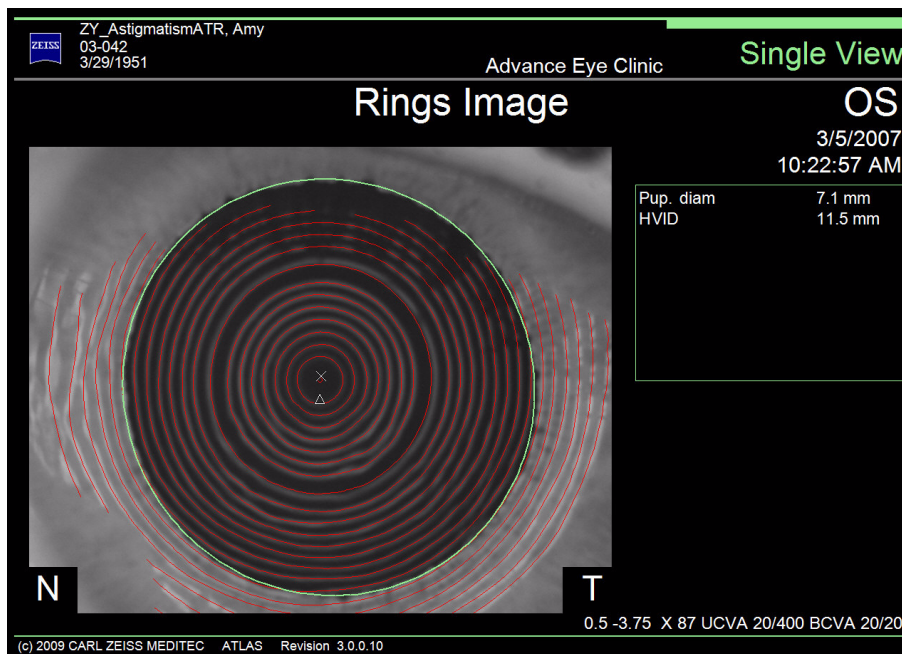 ZEISS
ZY_AstigmatismATR, Amy
03-042
3/29/1951
Advance Eye Clinic
Single View
Rings Image
OS
3/5/2007
10:22:57 AM
Pup. diam 7.1 mm
HVID 11.5 mm
N
T
0.5 -3.75 X 87 UCVA 20/400 BCVA 20/20
(c) 2009 CARL ZEISS MEDITEC ATLAS Revision 3.0.0.10